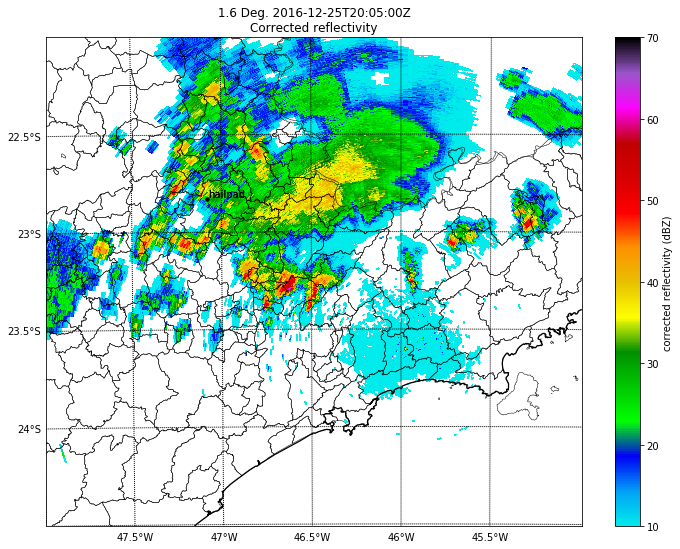 1.6 Deg. 2016-12-25T20:05:00Z
Corrected reflectivity
22.5°S
23°S
23.5°S
24°S
hailpad
47.5°W
47°W
46.5°W
46°W
45.5°W
70
60
50
40
30
20
10
corrected reflectivity (dBZ)